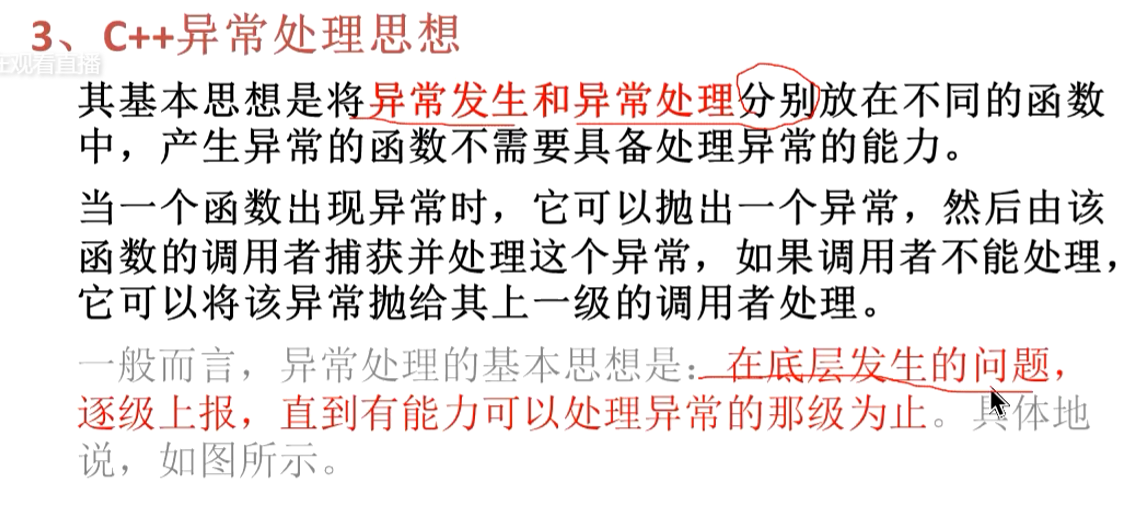 3、C++异常处理思想
在观看直播
其基本思想是将异常发生和异常处理分别放在不同的函数
中，产生异常的函数不需要具备处理异常的能力。
当一个函数出现异常时，它可以抛出一个异常，然后由该
函数的调用者捕获并处理这个异常，如果调用者不能处理，
它可以将该异常抛给其上一级的调用者处理。
一般而言，异常处理的基本思想是：在底层发生的问题，
逐级上报，直到有能力可以处理异常的那级为止。具体地
说，如图所示。